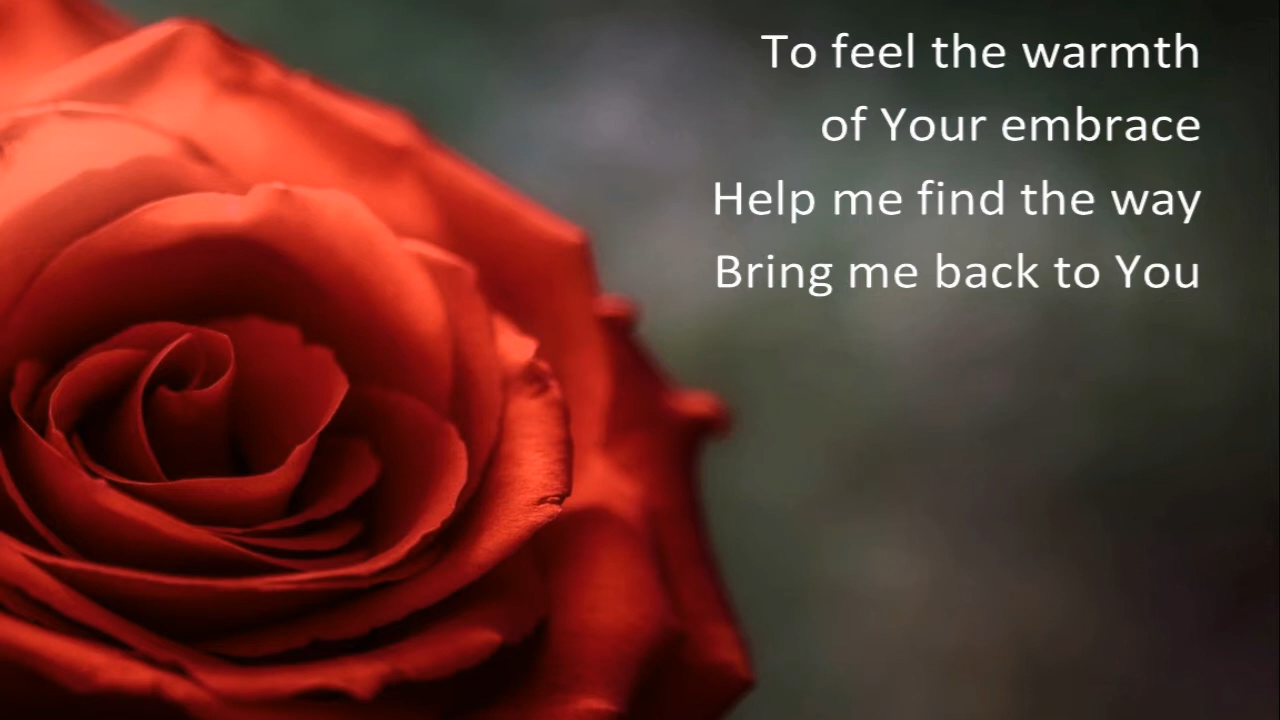 To feel the warmth
of Your embrace
Help me find the way
Bring me back to You